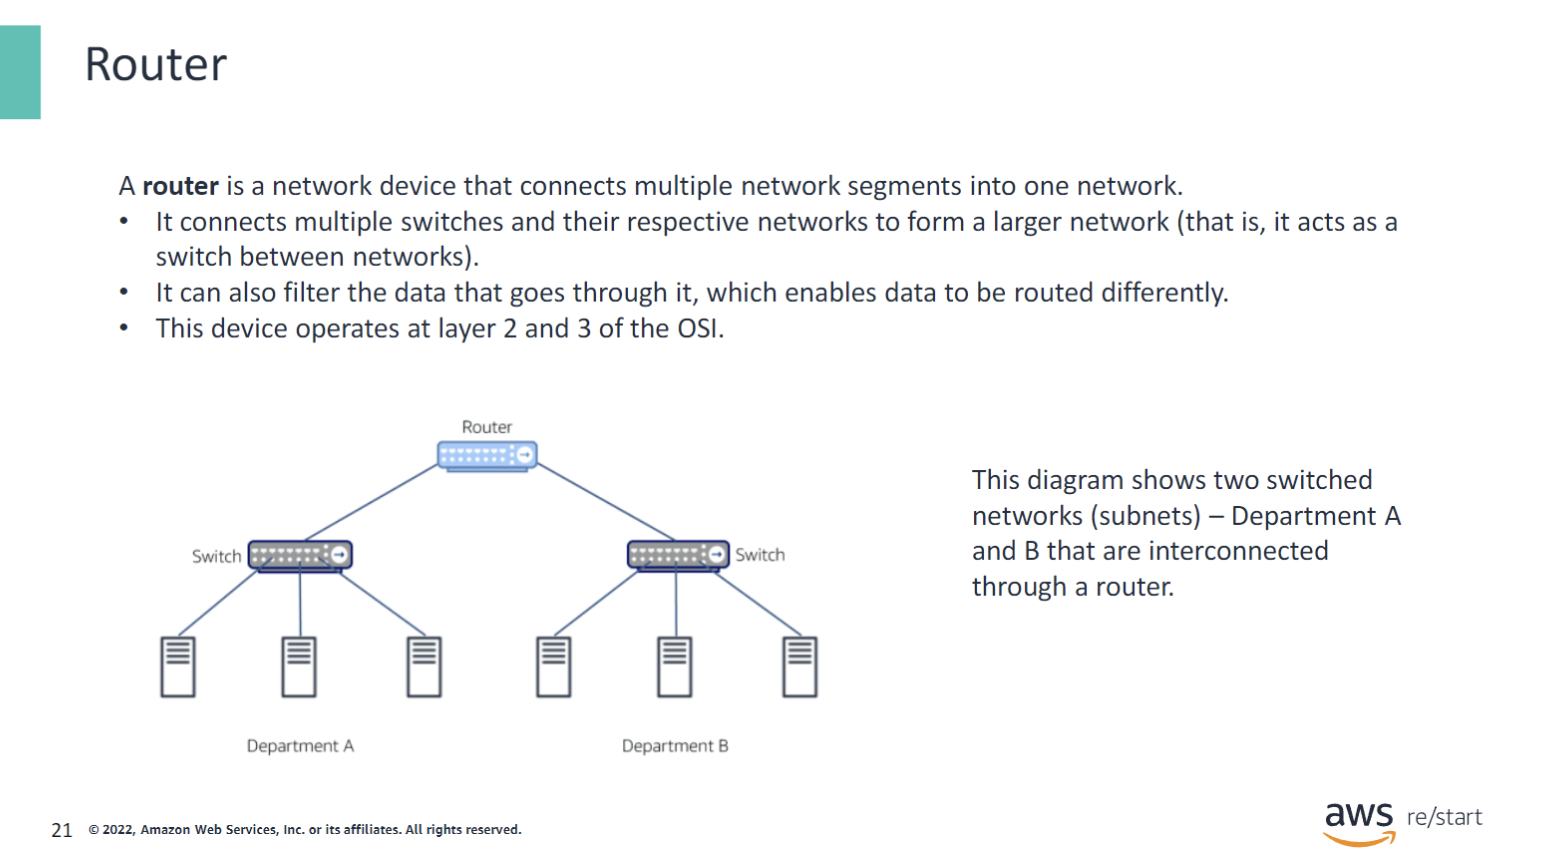 Router
A router is a network device that connects multiple network segments into one network.
• It connects multiple switches and their respective networks to form a larger network (that is, it acts as a
switch between networks).
• It can also filter the data that goes through it, which enables data to be routed differently.
• This device operates at layer 2 and 3 of the OSI.
Router
Switch
Switch
Department A
Department B
This diagram shows two switched
networks (subnets) – Department A
and B that are interconnected
through a router.
21 © 2022, Amazon Web Services, Inc. or its affiliates. All rights reserved.
aws re/start